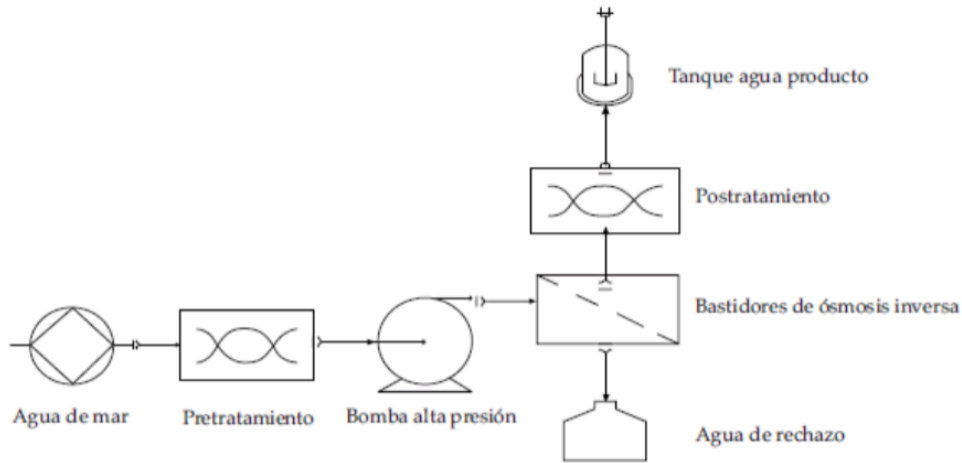 Tanque agua producto
Postratamiento
Bastidores de ósmosis inversa
Agua de mar
Pretratamiento
Bomba alta presión
Agua de rechazo